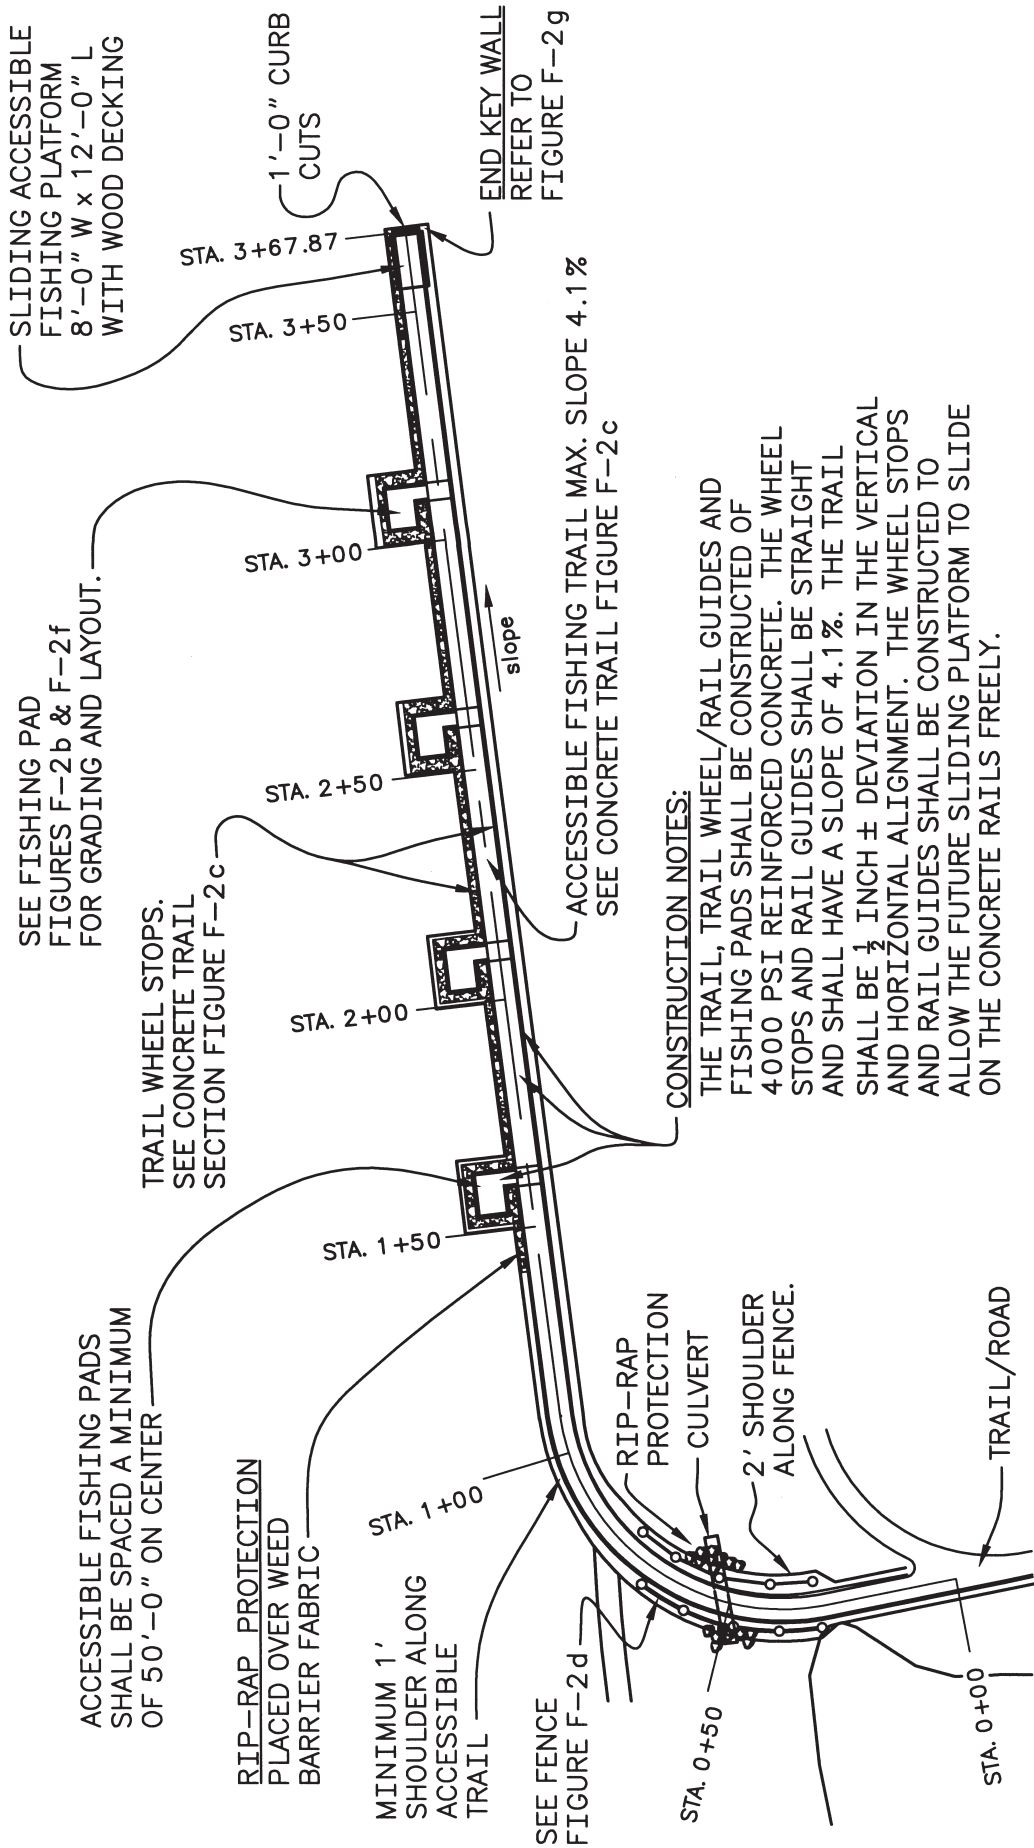 SLIDING ACCESSIBLE
FISHING PLATFORM
8'-0" W x 12'-0" L
WITH WOOD DECKING
1'-0" CURB
CUTS
END KEY WALL
REFER TO
FIGURE F-2g
STA. 3+67.87
STA. 3+50
SEE FISHING PAD
FIGURES F-2b & F-2f
FOR GRADING AND LAYOUT.
STA. 3+00
slope
STA. 2+50
TRAIL WHEEL STOPS.
SEE CONCRETE TRAIL
SECTION FIGURE F-2c
STA. 2+00
ACCESSIBLE FISHING TRAIL MAX. SLOPE 4.1%
SEE CONCRETE TRAIL FIGURE F-2c
ACCESSIBLE FISHING PADS
SHALL BE SPACED A MINIMUM
OF 50'-0" ON CENTER
STA. 1+50
RIP-RAP PROTECTION
PLACED OVER WEED
BARRIER FABRIC
STA. 1+00
MINIMUM 1'
SHOULDER ALONG
ACCESSIBLE
TRAIL
SEE FENCE
FIGURE F-2d
STA. 0+50
STA. 0+00
RIP-RAP
PROTECTION
CULVERT
2' SHOULDER
ALONG FENCE.
TRAIL/ROAD
CONSTRUCTION NOTES:
THE TRAIL, TRAIL WHEEL/RAIL GUIDES AND
FISHING PADS SHALL BE CONSTRUCTED OF
4000 PSI REINFORCED CONCRETE. THE WHEEL
STOPS AND RAIL GUIDES SHALL BE STRAIGHT
AND SHALL HAVE A SLOPE OF 4.1%. THE TRAIL
SHALL BE ½ INCH ± DEVIATION IN THE VERTICAL
AND HORIZONTAL ALIGNMENT. THE WHEEL STOPS
AND RAIL GUIDES SHALL BE CONSTRUCTED TO
ALLOW THE FUTURE SLIDING PLATFORM TO SLIDE
ON THE CONCRETE RAILS FREELY.